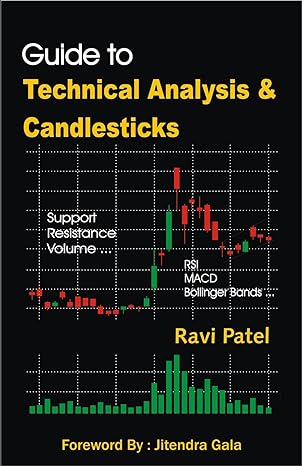 Guide to
Technical Analysis &
Candlesticks
Support
Resistance
Volume ...
RSI
MACD
Bollinger Bands ...
Ravi Patel
Foreword By : Jitendra Gala